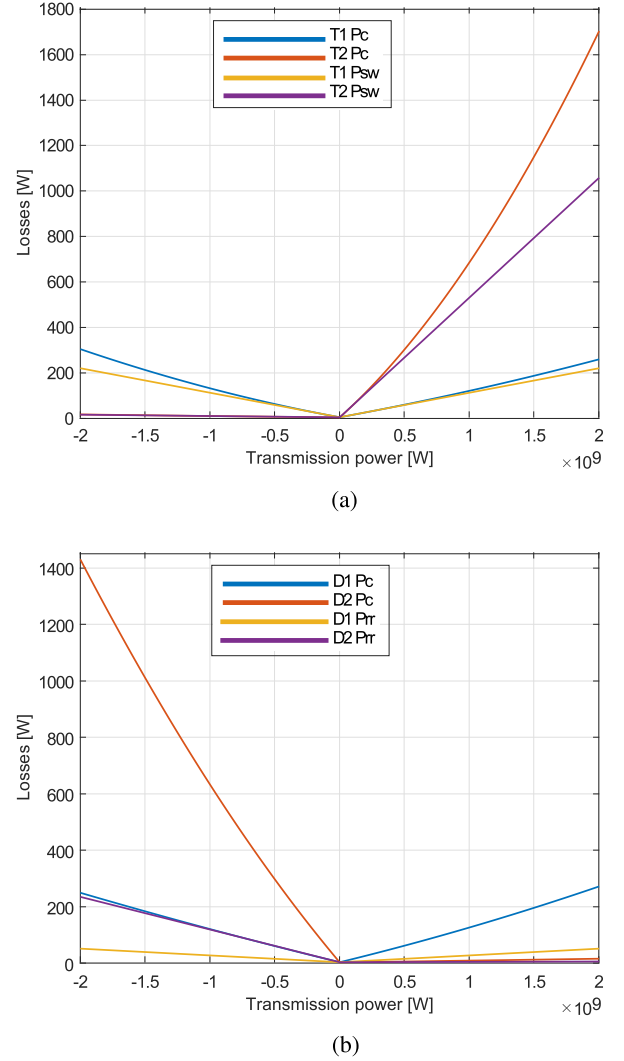 1800
1600
1400
1200
1000
800
600
400
200
0
Losses [W]
T1 Pc
T2 Pc
T1 Psw
T2 Psw
-2 -1.5 -1 -0.5 0 0.5 1 1.5 2
Transmission power [W]
×10^9
(a)
1400
1200
1000
800
600
400
200
0
Losses [W]
D1 Pc
D2 Pc
D1 Prr
D2 Prr
-2 -1.5 -1 -0.5 0 0.5 1 1.5 2
Transmission power [W]
×10^9
(b)